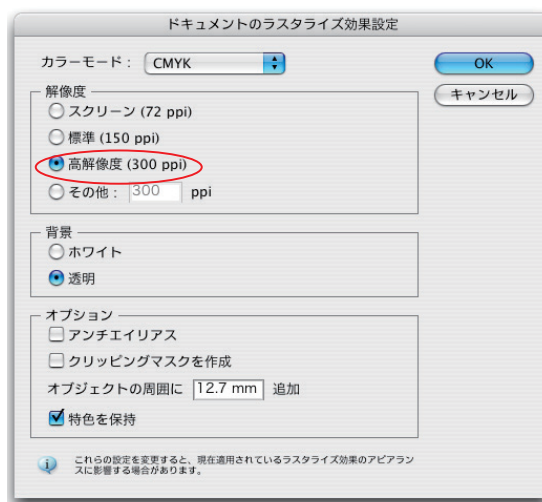 ドキュメントのラスタライズ効果設定
カラーモード： CMYK
OK
キャンセル
解像度
スクリーン (72 ppi)
標準 (150 ppi)
高解像度 (300 ppi)
その他： 300 ppi
背景
ホワイト
透明
オプション
アンチエイリアス
クリッピングマスクを作成
オブジェクトの周囲に 12.7 mm 追加
特色を保持
これらの設定を変更すると、現在適用されているラスタライズ効果のアピアラン
スに影響する場合があります。